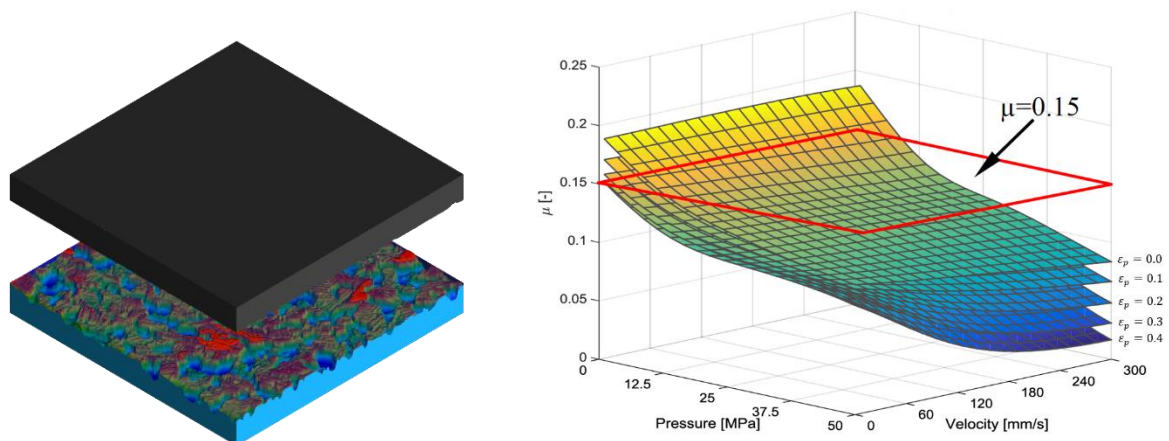 0.25
0.2
0.15
0.1
0.05
0
μ [-]
μ=0.15
εp = 0.0
εp = 0.1
εp = 0.2
εp = 0.3
εp = 0.4
0
12.5
25
37.5
50
Pressure [MPa]
0
60
120
180
240
300
Velocity [mm/s]